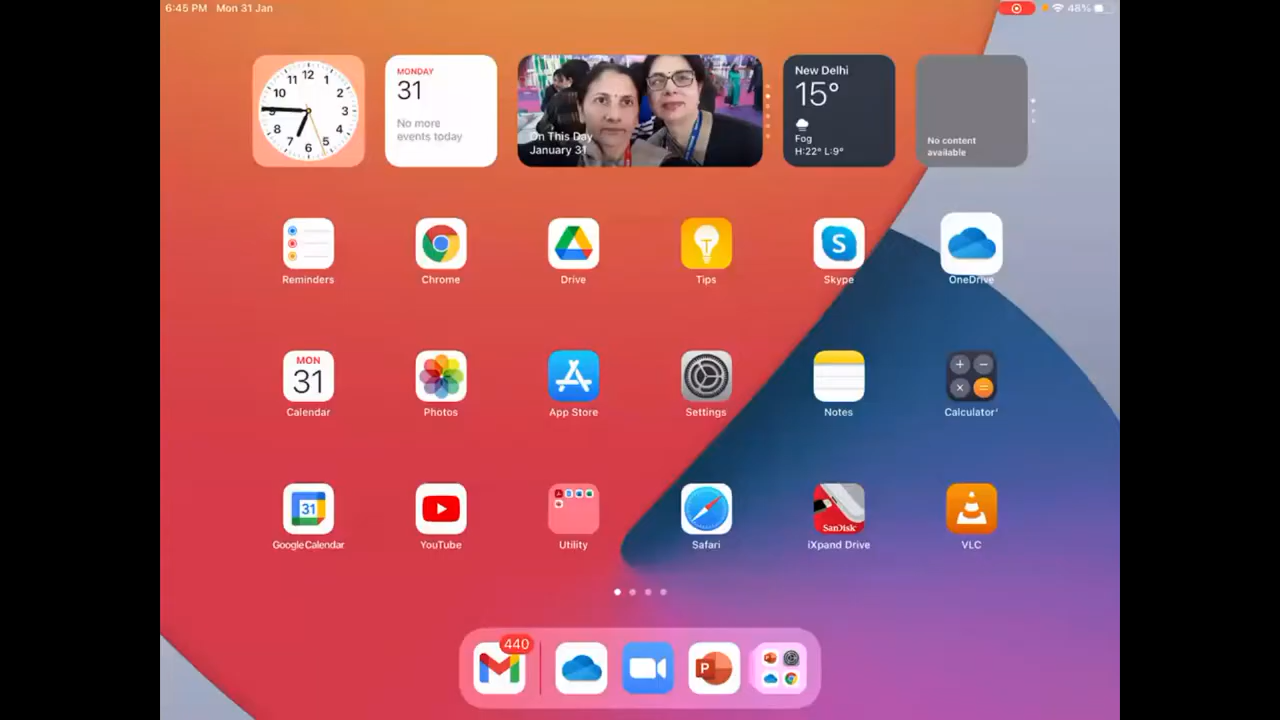 6:45 PM Mon 31 Jan
48%
12
11 1
10 2
9 3
8 4
7 5
6
MONDAY
31
No more
events today
On This Day
January 31
New Delhi
15°
Fog
H:22° L:9°
No content
available
Reminders
Chrome
Drive
Tips
S
Skype
OneDrive
MON
31
Calendar
Photos
App Store
Settings
Notes
Calculator'
31
Google Calendar
YouTube
Utility
Safari
SanDisk
iXpand Drive
VLC
440
P